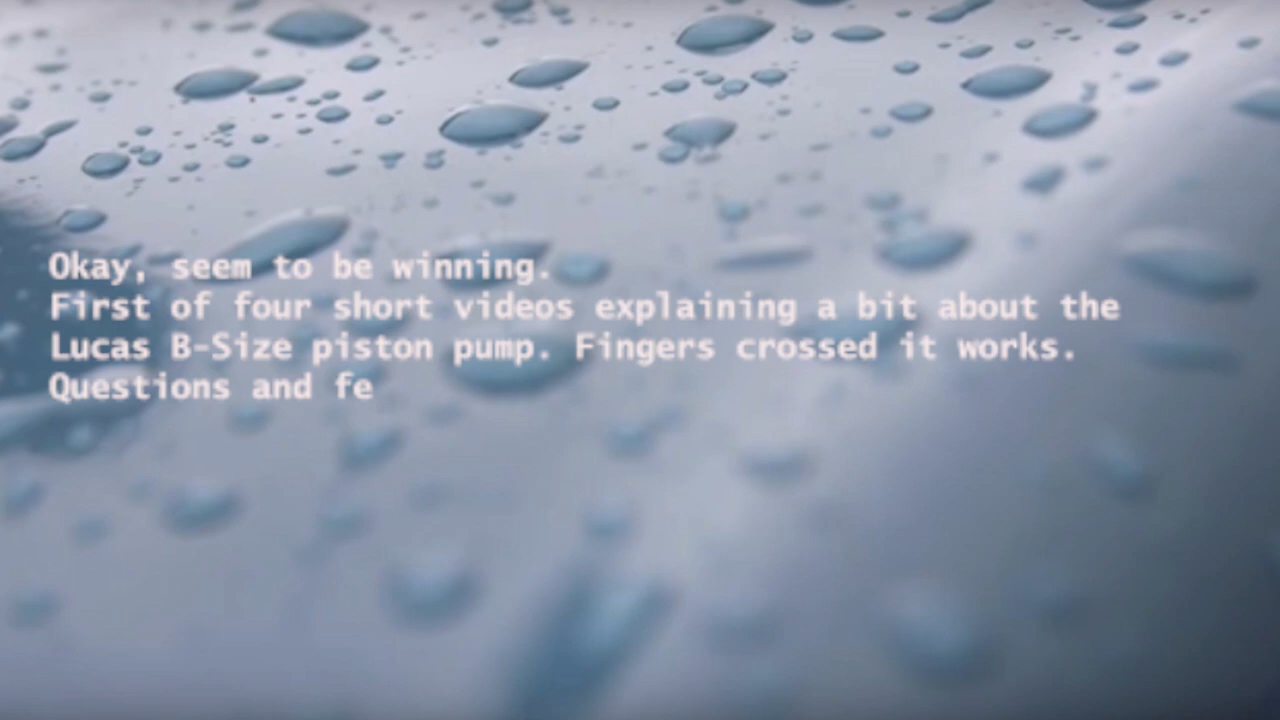 Okay, seem to be winning.
First of four short videos explaining a bit about the
Lucas B-Size piston pump. Fingers crossed it works.
Questions and fe